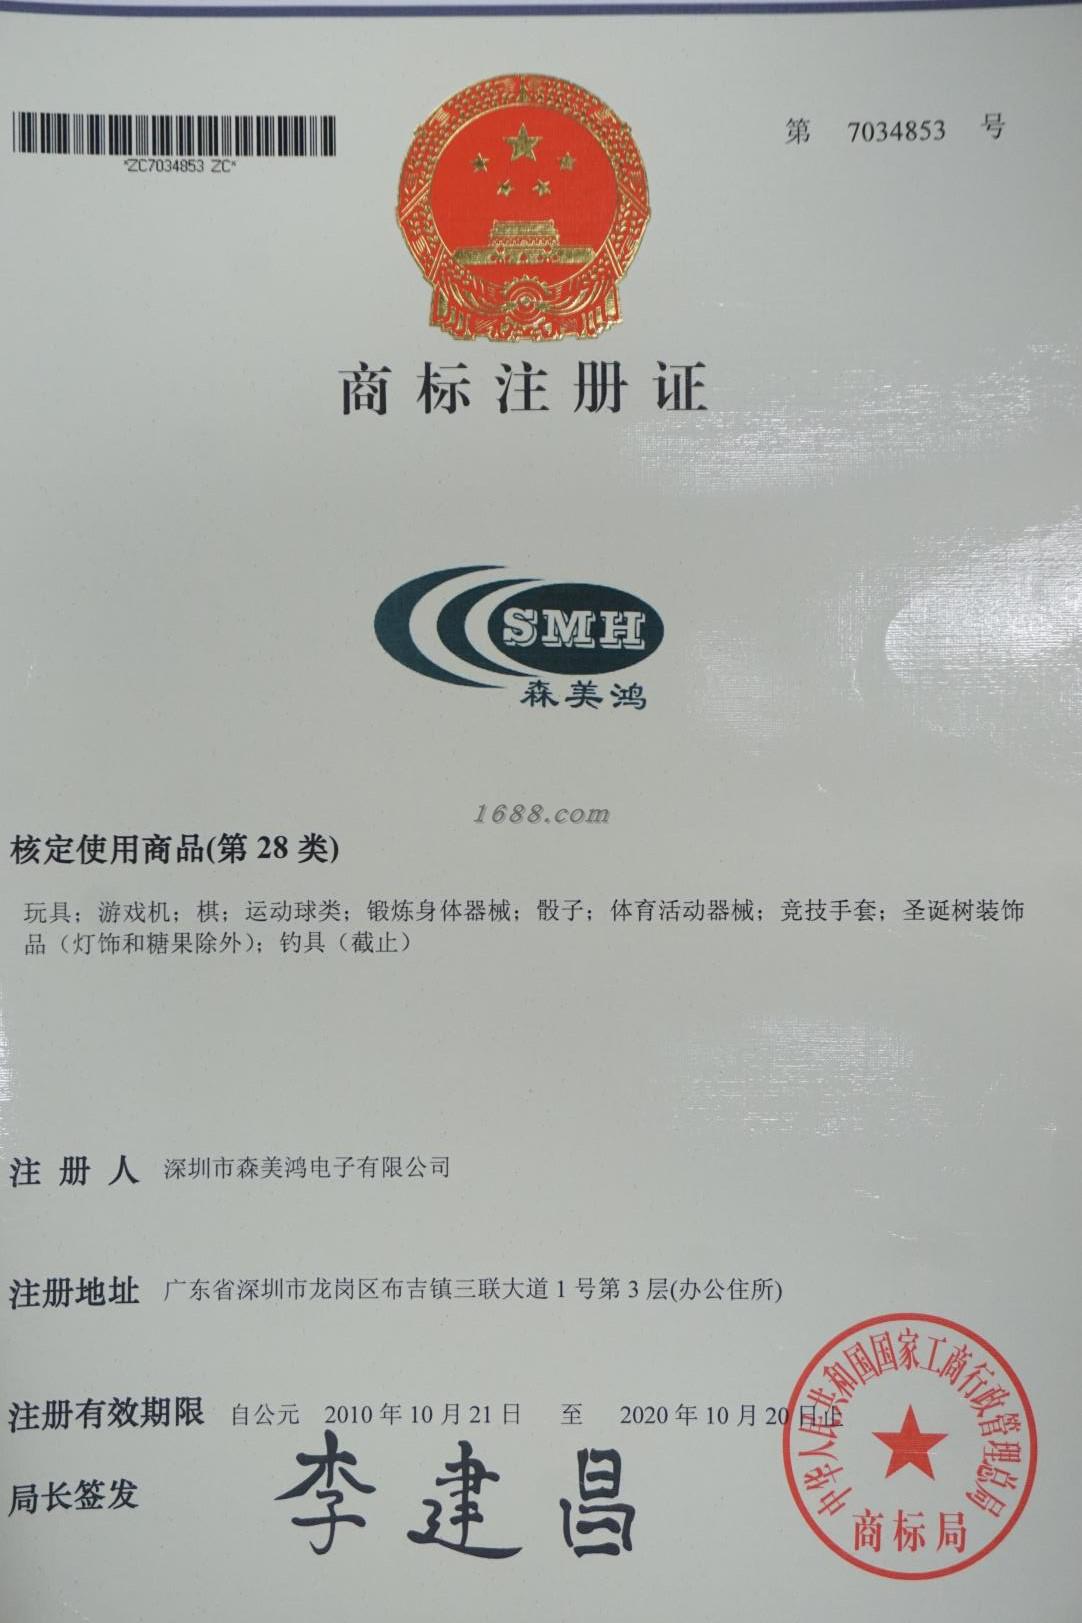 *ZC7034853 ZC*
第 7034853 号
商标注册证
SMH
森美鸿
1688.com
核定使用商品(第 28 类)
玩具；游戏机；棋；运动球类；锻炼身体器械；骰子；体育活动器械；竞技手套；圣诞树装饰
品（灯饰和糖果除外）；钓具（截止）
注 册 人 深圳市森美鸿电子有限公司
注册地址 广东省深圳市龙岗区布吉镇三联大道 1 号第 3 层(办公住所)
注册有效期限 自公元 2010 年 10 月 21 日 至 2020 年 10 月 20 日止
局长签发 李建昌
中华人民共和国国家工商行政管理总局
商标局